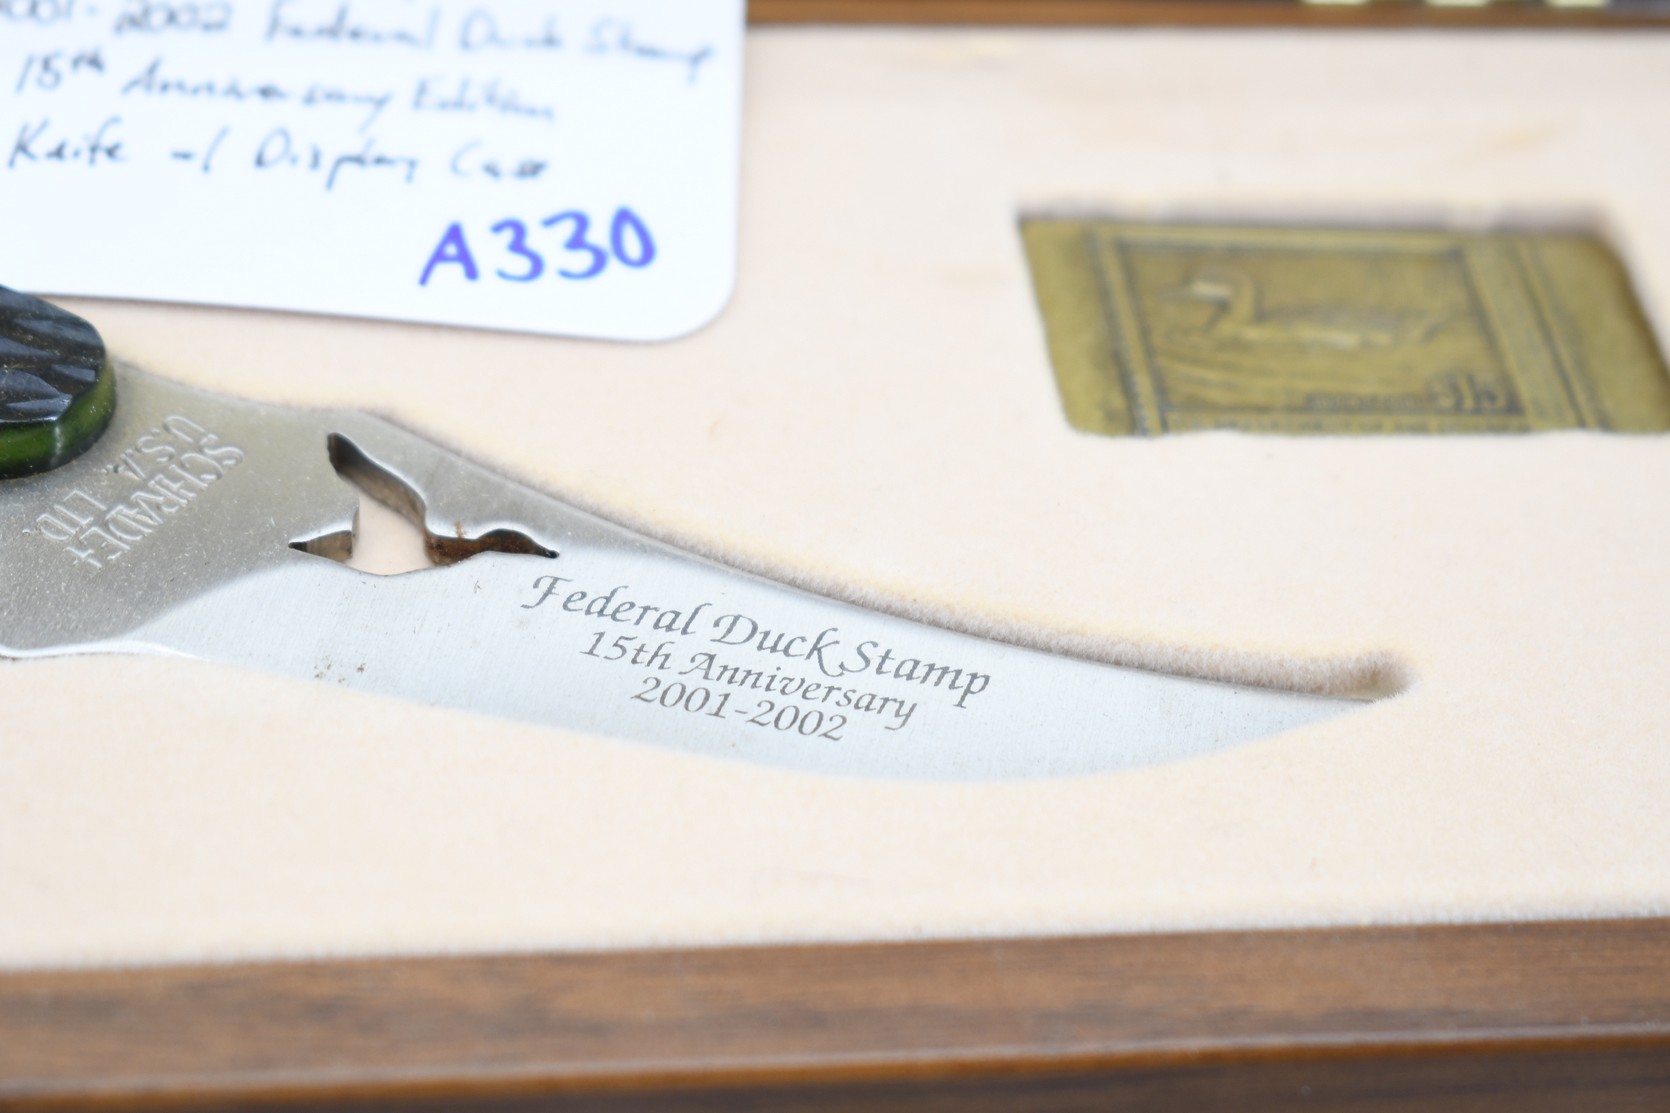 2001-2002 Federal Duck Stamp
15th Anniversary Edition
Knife w/ Display Case
A330
SCHRADE+
U.S.A. LTD
Federal Duck Stamp
15th Anniversary
2001-2002
$15